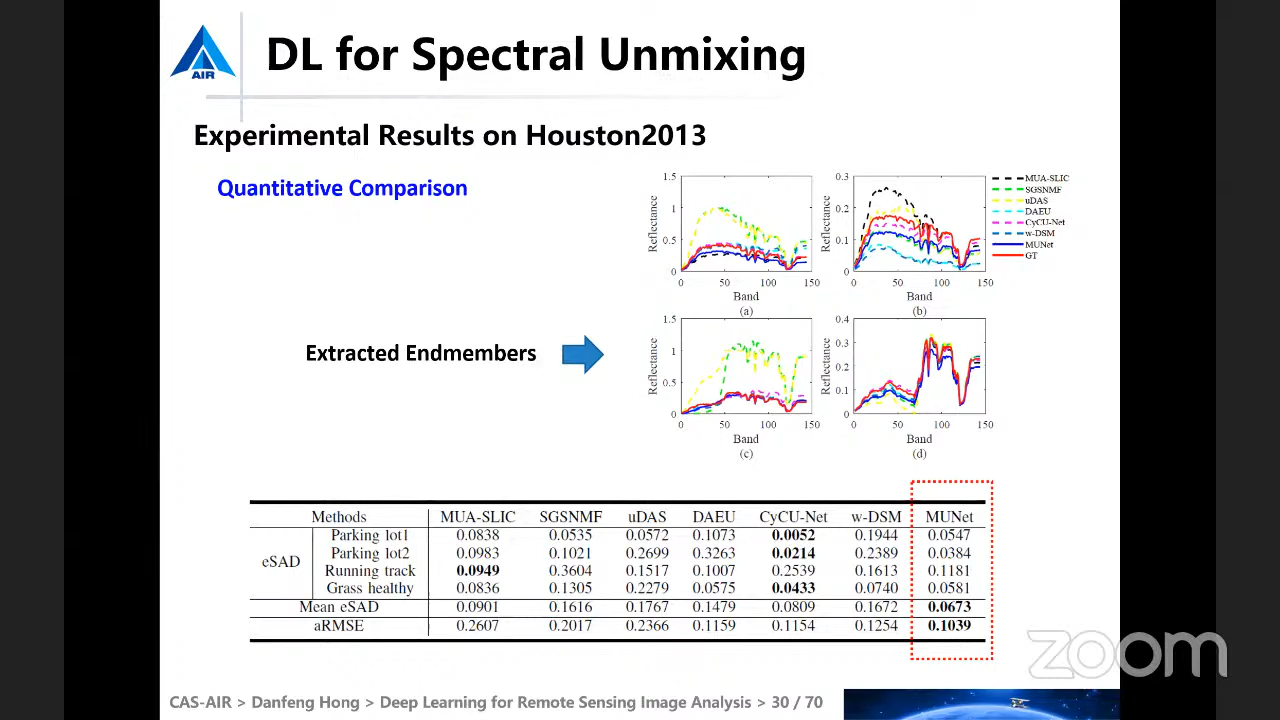 AIR
DL for Spectral Unmixing
Experimental Results on Houston2013
Quantitative Comparison
1.5
1
0.5
0
Reflectance
0 50 100 150
Band
(a)
0.3
0.2
0.1
0
Reflectance
0 50 100 150
Band
(b)
MUA-SLIC
SGSNMF
uDAS
DAEU
CyCU-Net
w-DSM
MUNet
GT
Extracted Endmembers
1.5
1
0.5
0
Reflectance
0 50 100 150
Band
(c)
0.4
0.3
0.2
0.1
0
Reflectance
0 50 100 150
Band
(d)
Methods MUA-SLIC SGSNMF uDAS DAEU CyCU-Net w-DSM MUNet
eSAD
Parking lot1 0.0838 0.0535 0.0572 0.1073 0.0052 0.1944 0.0547
Parking lot2 0.0983 0.1021 0.2699 0.3263 0.0214 0.2389 0.0384
Running track 0.0949 0.3604 0.1517 0.1007 0.2539 0.1613 0.1181
Grass healthy 0.0836 0.1305 0.2279 0.0575 0.0433 0.0740 0.0581
Mean eSAD 0.0901 0.1616 0.1767 0.1479 0.0809 0.1672 0.0673
aRMSE 0.2607 0.2017 0.2366 0.1159 0.1154 0.1254 0.1039
zoom
CAS-AIR > Danfeng Hong > Deep Learning for Remote Sensing Image Analysis > 30 / 70